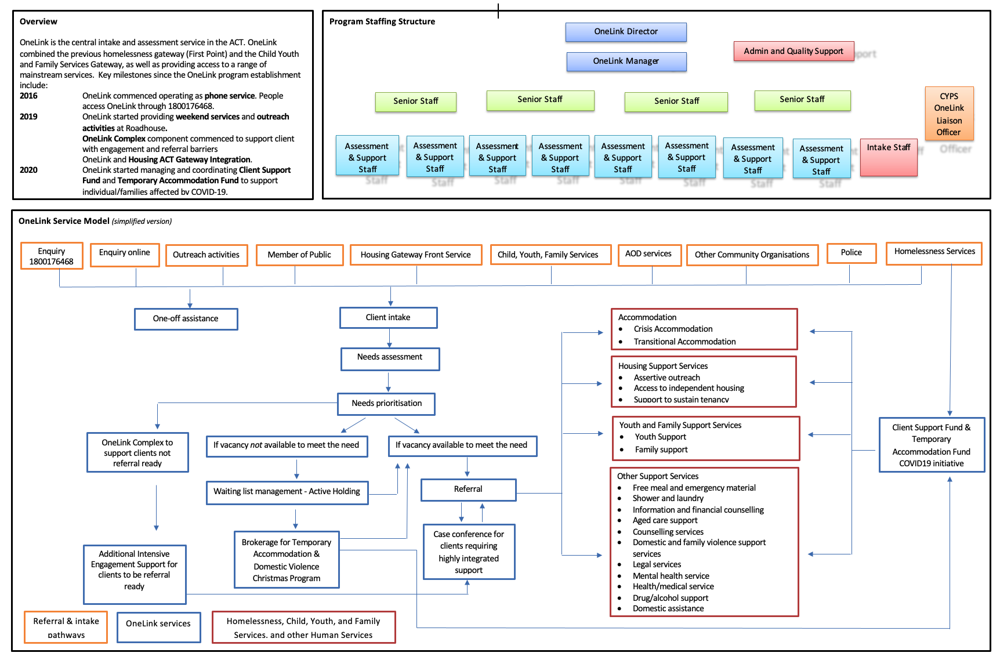 Overview
OneLink is the central intake and assessment service in the ACT. OneLink
combined the previous homelessness gateway (First Point) and the Child Youth
and Family Services Gateway, as well as providing access to a range of
mainstream services.  Key milestones since the OneLink program establishment
include:
2016 OneLink commenced operating as phone service. People
access OneLink through 1800176468.
2019 OneLink started providing weekend services and outreach
activities at Roadhouse.
OneLink Complex component commenced to support client
with engagement and referral barriers
OneLink and Housing ACT Gateway Integration.
2020 OneLink started managing and coordinating Client Support
Fund and Temporary Accommodation Fund to support
individual/families affected by COVID-19.
Program Staffing Structure
OneLink Director
OneLink Manager
Admin and Quality Support
Senior Staff
Senior Staff
Senior Staff
Senior Staff
CYPS
OneLink
Liaison
Officer
Assessment
& Support
Staff
Assessment
& Support
Staff
Assessment
& Support
Staff
Assessment
& Support
Staff
Assessment
& Support
Staff
Assessment
& Support
Staff
Assessment
& Support
Staff
Assessment
& Support
Staff
Intake Staff
OneLink Service Model (simplified version)
Enquiry
1800176468
Enquiry online
Outreach activities
Member of Public
Housing Gateway Front Service
Child, Youth, Family Services
AOD services
Other Community Organisations
Police
Homelessness Services
One-off assistance
Client intake
Needs assessment
Needs prioritisation
OneLink Complex to
support clients not
referral ready
If vacancy not available to meet the need
If vacancy available to meet the need
Waiting list management - Active Holding
Referral
Brokerage for Temporary
Accommodation &
Domestic Violence
Christmas Program
Case conference for
clients requiring
highly integrated
support
Additional Intensive
Engagement Support for
clients to be referral
ready
Accommodation
• Crisis Accommodation
• Transitional Accommodation
Housing Support Services
• Assertive outreach
• Access to independent housing
• Support to sustain tenancy
Youth and Family Support Services
• Youth Support
• Family support
Other Support Services
• Free meal and emergency material
• Shower and laundry
• Information and financial counselling
• Aged care support
• Counselling services
• Domestic and family violence support
services
• Legal services
• Mental health service
• Health/medical service
• Drug/alcohol support
• Domestic assistance
Client Support Fund &
Temporary
Accommodation Fund
COVID19 initiative
Referral & intake
pathways
OneLink services
Homelessness, Child, Youth, and Family
Services, and other Human Services